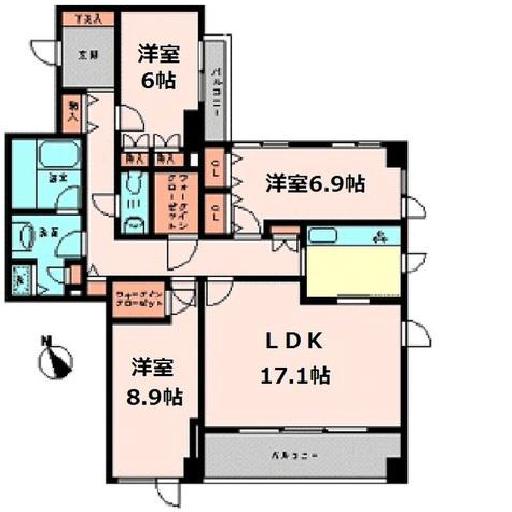 下足入
玄関
洋室
6帖
バルコニー
物入
物入
物入
浴室
ウォークイン
クローゼット
CL
CL
洋室6.9帖
洗面
ウォークイン
クローゼット
LDK
17.1帖
洋室
8.9帖
バルコニー
N